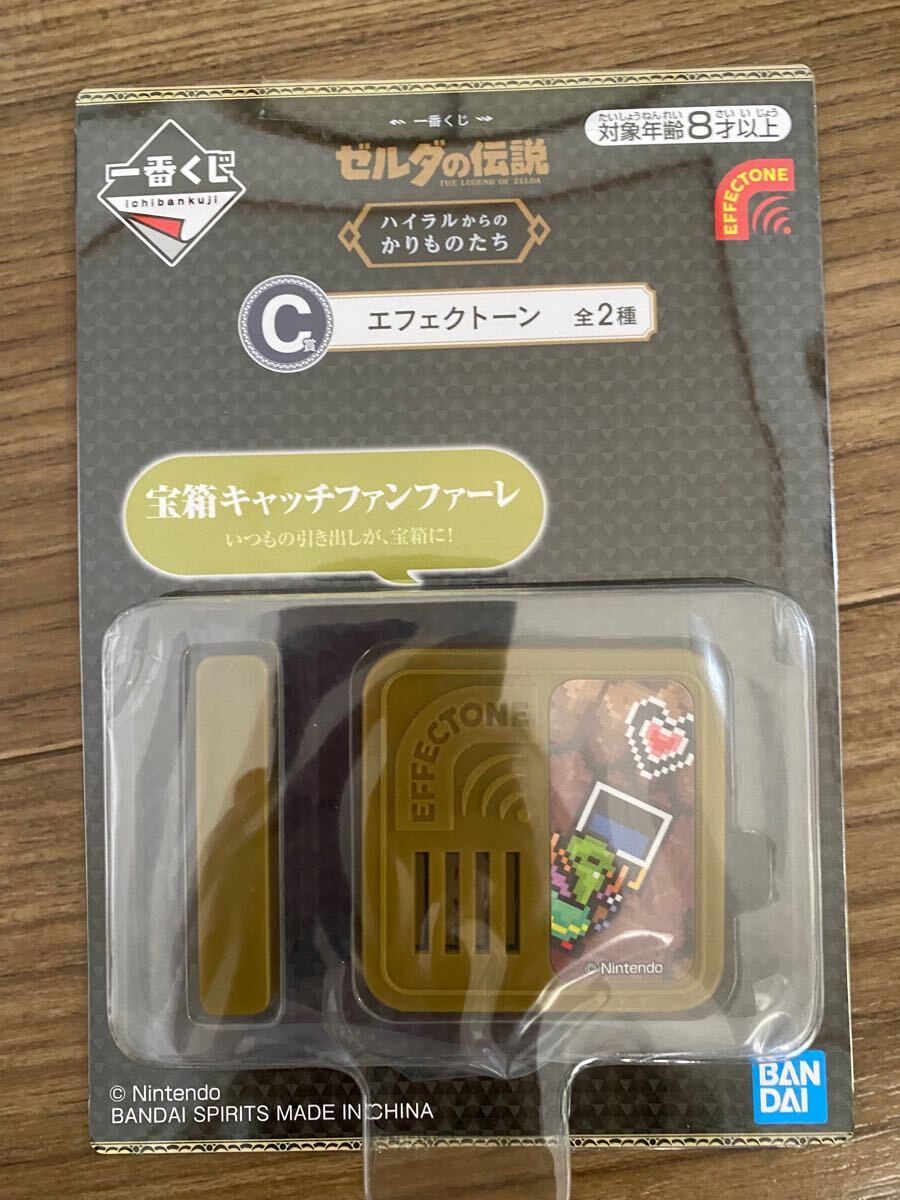 一番くじ
ichibankuji
一番くじ
ゼルダの伝説
THE LEGEND OF ZELDA
ハイラルからの
かりものたち
たいしょうねんれい さい いじょう
対象年齢8才以上
EFFECTONE
C賞
エフェクトーン 全2種
宝箱キャッチファンファーレ
いつもの引き出しが、宝箱に!
EFFECTONE
© Nintendo
© Nintendo
BANDAI SPIRITS MADE IN CHINA
BAN
DAI